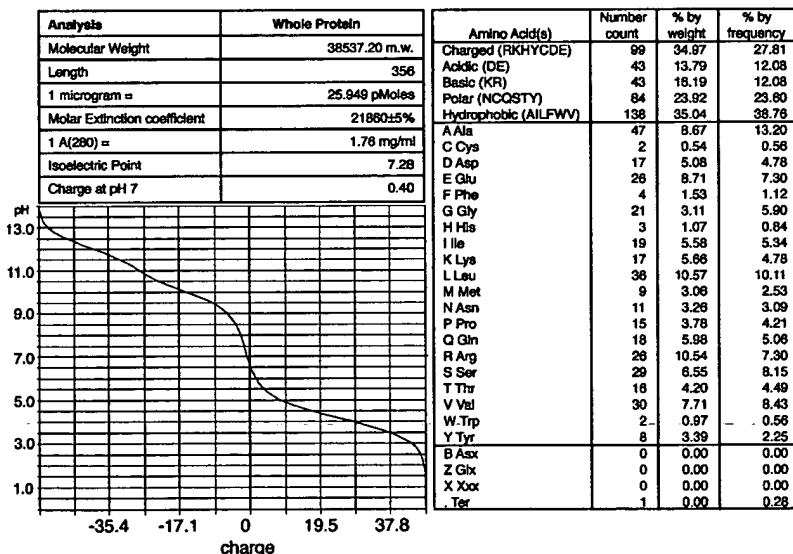 Analysis Whole Protein
Molecular Weight 38537.20 m.w.
Length 356
1 microgram = 25.949 pMoles
Molar Extinction coefficient 21860±5%
1 A(280) = 1.76 mg/ml
Isoelectric Point 7.28
Charge at pH 7 0.40
pH
13.0
11.0
9.0
7.0
5.0
3.0
1.0
-35.4 -17.1 0 19.5 37.8
charge
Amino Acid(s) Number count % by weight % by frequency
Charged (RKHYCDE) 99 34.97 27.81
Acidic (DE) 43 13.79 12.08
Basic (KR) 43 16.19 12.08
Polar (NCQSTY) 84 23.92 23.60
Hydrophobic (AILFWV) 138 35.04 38.76
A Ala 47 8.67 13.20
C Cys 2 0.54 0.56
D Asp 17 5.08 4.78
E Glu 26 8.71 7.30
F Phe 4 1.53 1.12
G Gly 21 3.11 5.90
H His 3 1.07 0.84
I Ile 19 5.58 5.34
K Lys 17 5.66 4.78
L Leu 36 10.57 10.11
M Met 9 3.06 2.53
N Asn 11 3.26 3.09
P Pro 15 3.78 4.21
Q Gln 18 5.98 5.06
R Arg 26 10.54 7.30
S Ser 29 6.55 8.15
T Thr 16 4.20 4.49
V Val 30 7.71 8.43
W Trp 2 0.97 0.56
Y Tyr 8 3.39 2.25
B Asx 0 0.00 0.00
Z Glx 0 0.00 0.00
X Xxx 0 0.00 0.00
. Ter 1 0.00 0.28